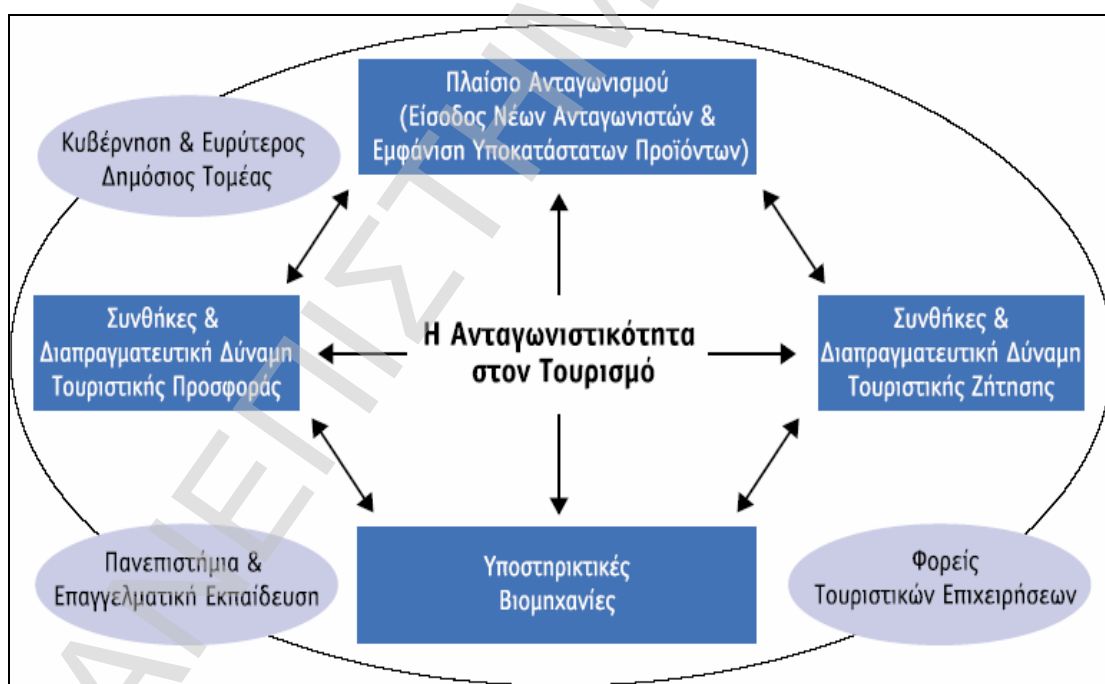 Πλαίσιο Ανταγωνισμού
(Είσοδος Νέων Ανταγωνιστών &
Εμφάνιση Υποκατάστατων Προϊόντων)
Κυβέρνηση & Ευρύτερος
Δημόσιος Τομέας
Συνθήκες &
Διαπραγματευτική Δύναμη
Τουριστικής Προσφοράς
Η Ανταγωνιστικότητα
στον Τουρισμό
Συνθήκες &
Διαπραγματευτική Δύναμη
Τουριστικής Ζήτησης
Πανεπιστήμια &
Επαγγελματική Εκπαίδευση
Υποστηρικτικές
Βιομηχανίες
Φορείς
Τουριστικών Επιχειρήσεων
ΑΝΕΠΙΣΤΗΜ